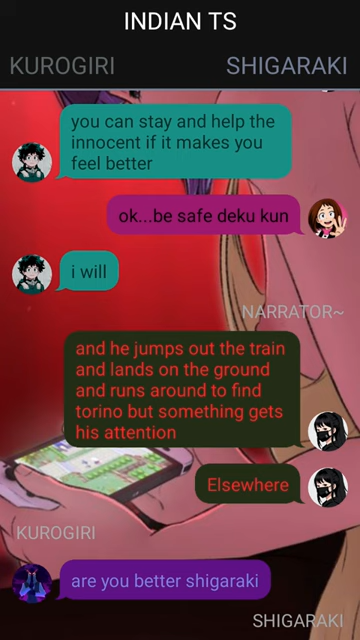 INDIAN TS
KUROGIRI
SHIGARAKI
you can stay and help the
innocent if it makes you
feel better
ok...be safe deku kun
i will
NARRATOR~
and he jumps out the train
and lands on the ground
and runs around to find
torino but something gets
his attention
Elsewhere
KUROGIRI
are you better shigaraki
SHIGARAKI